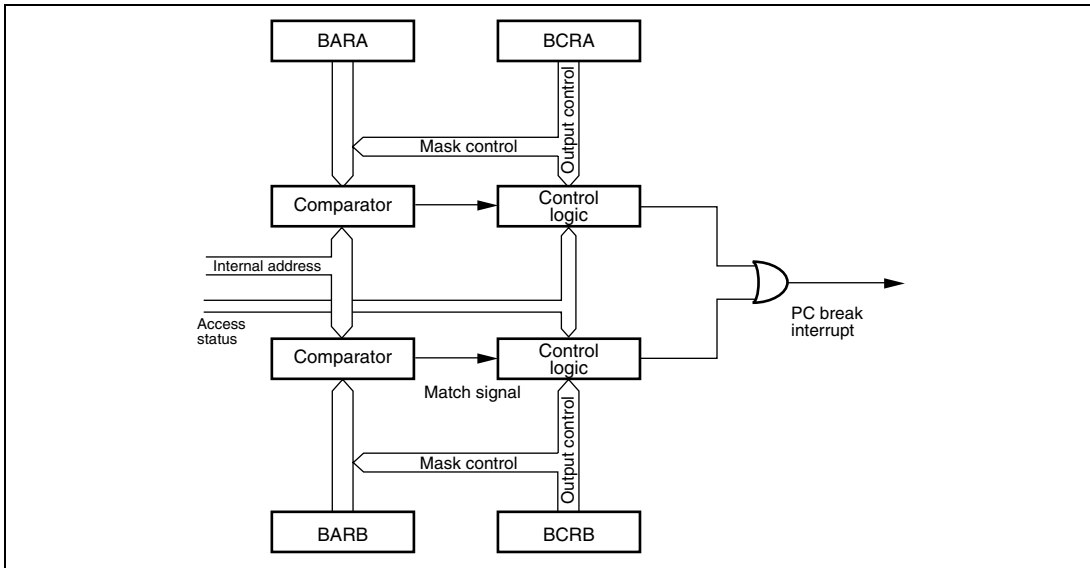 BARA
BCRA
Output control
Mask control
Comparator
Control
logic
Internal address
Access
status
PC break
interrupt
Comparator
Control
logic
Match signal
Mask control
Output control
BARB
BCRB